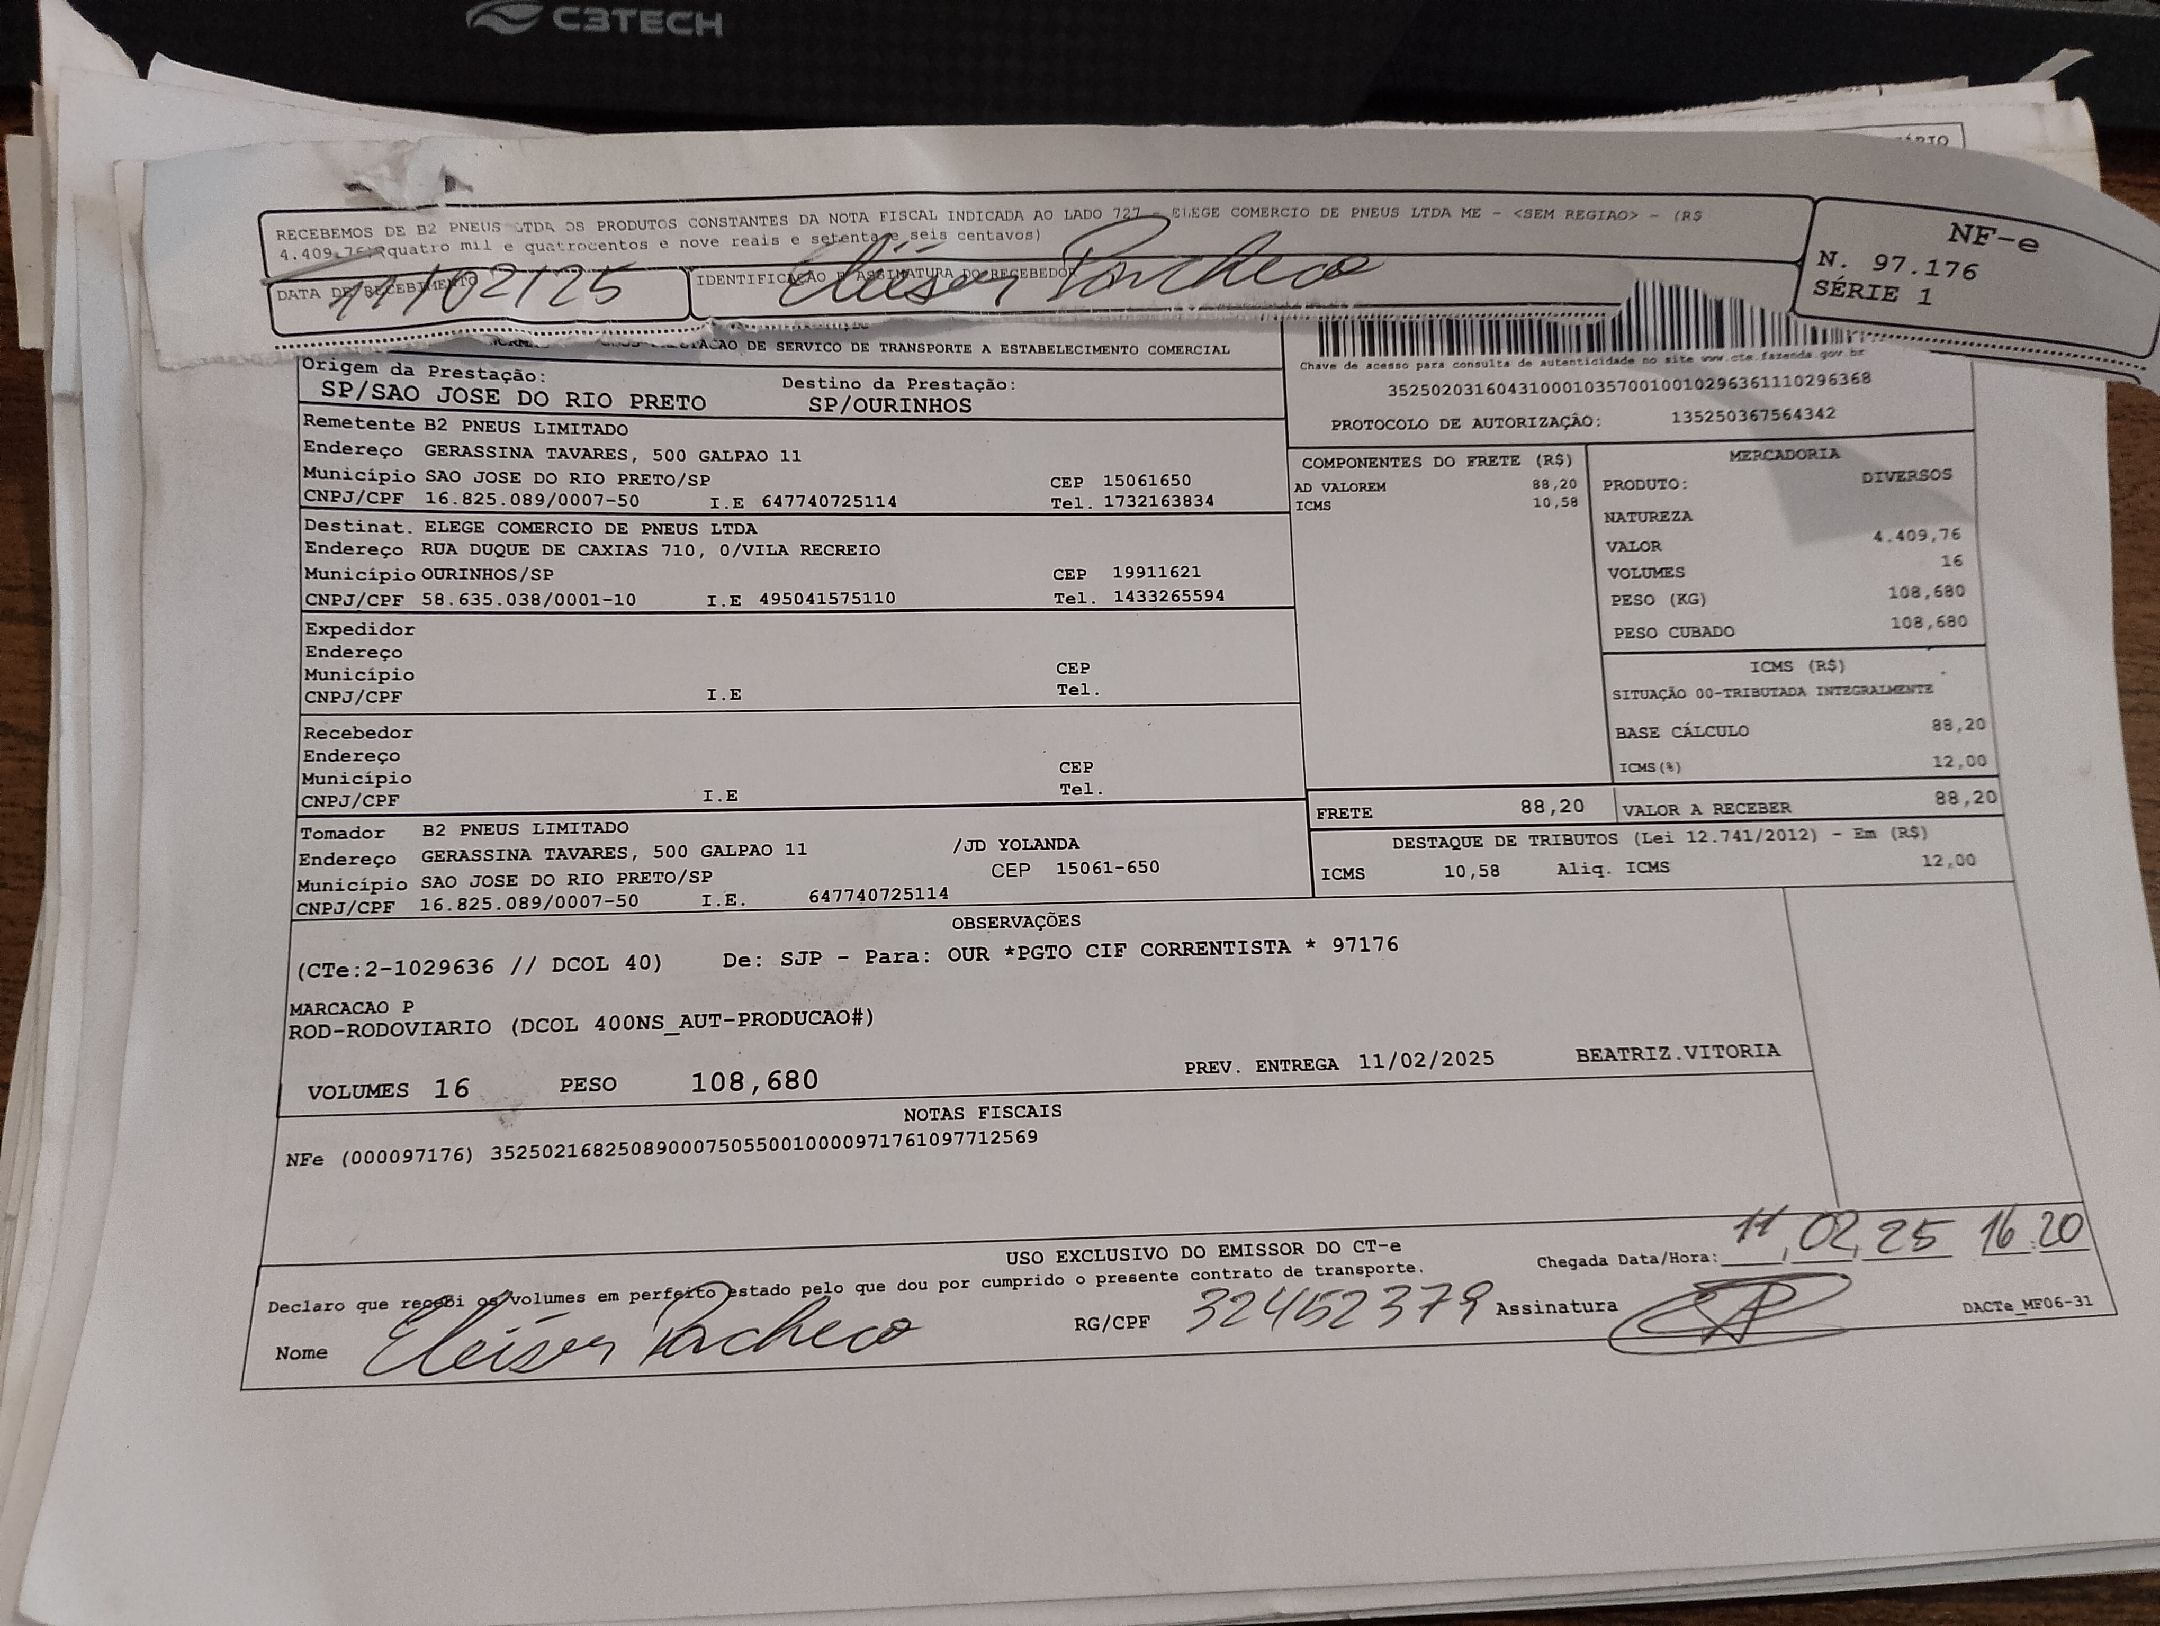 C3TECH
RECEBEMOS DE B2 PNEUS LTDA OS PRODUTOS CONSTANTES DA NOTA FISCAL INDICADA AO LADO 727 - ELEGE COMERCIO DE PNEUS LTDA ME - <SEM REGIAO> - (R$
4.409,76)(quatro mil e quatrocentos e nove reais e setenta e seis centavos)
DATA DE RECEBIMENTO 11/02/25
IDENTIFICAÇÃO E ASSINATURA DO RECEBEDOR Pacheco
NF-e
N. 97.176
SÉRIE 1
DE SERVICO DE TRANSPORTE A ESTABELECIMENTO COMERCIAL
Chave de acesso para consulta de autenticidade no site www.cte.fazenda.gov.br
35250203160431000103570010010296361110296368
PROTOCOLO DE AUTORIZAÇÃO: 135250367564342
Origem da Prestação: Destino da Prestação:
SP/SAO JOSE DO RIO PRETO SP/OURINHOS
Remetente B2 PNEUS LIMITADO
Endereço GERASSINA TAVARES, 500 GALPAO 11
Município SAO JOSE DO RIO PRETO/SP CEP 15061650
CNPJ/CPF 16.825.089/0007-50 I.E 647740725114 Tel. 1732163834
Destinat. ELEGE COMERCIO DE PNEUS LTDA
Endereço RUA DUQUE DE CAXIAS 710, 0/VILA RECREIO
Município OURINHOS/SP CEP 19911621
CNPJ/CPF 58.635.038/0001-10 I.E 495041575110 Tel. 1433265594
Expedidor
Endereço
Município CEP
CNPJ/CPF I.E Tel.
Recebedor
Endereço
Município CEP
CNPJ/CPF I.E Tel.
Tomador B2 PNEUS LIMITADO
Endereço GERASSINA TAVARES, 500 GALPAO 11 /JD YOLANDA
Município SAO JOSE DO RIO PRETO/SP CEP 15061-650
CNPJ/CPF 16.825.089/0007-50 I.E. 647740725114
COMPONENTES DO FRETE (R$)
AD VALOREM 88,20
ICMS 10,58
MERCADORIA
PRODUTO: DIVERSOS
NATUREZA
VALOR 4.409,76
VOLUMES 16
PESO (KG) 108,680
PESO CUBADO 108,680
ICMS (R$)
SITUAÇÃO 00-TRIBUTADA INTEGRALMENTE
BASE CÁLCULO 88,20
ICMS(%) 12,00
FRETE 88,20 VALOR A RECEBER 88,20
DESTAQUE DE TRIBUTOS (Lei 12.741/2012) - Em (R$)
ICMS 10,58 Aliq. ICMS 12,00
OBSERVAÇÕES
(CTe:2-1029636 // DCOL 40) De: SJP - Para: OUR *PGTO CIF CORRENTISTA * 97176
MARCACAO P
ROD-RODOVIARIO (DCOL 400NS_AUT-PRODUCAO#)
VOLUMES 16 PESO 108,680 PREV. ENTREGA 11/02/2025 BEATRIZ.VITORIA
NOTAS FISCAIS
NFe (000097176) 35250216825089000750550010000971761097712569
USO EXCLUSIVO DO EMISSOR DO CT-e
Chegada Data/Hora: 11/02/25 16:20
Declaro que recebi os volumes em perfeito estado pelo que dou por cumprido o presente contrato de transporte.
Nome Pacheco RG/CPF 32452379 Assinatura
DACTe_MF06-31